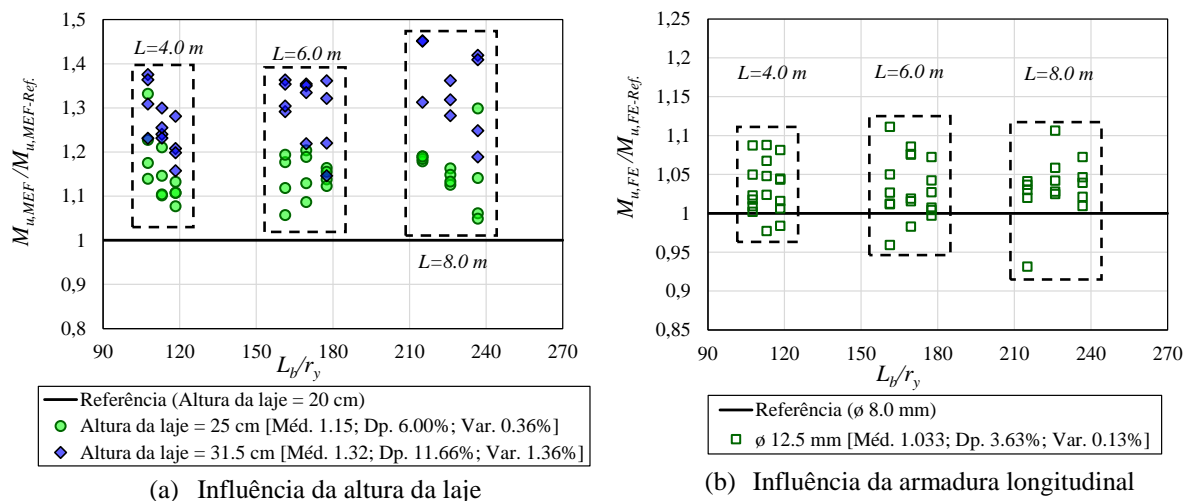 1,5
1,4
1,3
1,2
1,1
1
0,9
0,8
M_{u,MEF} /M_{u,MEF-Ref.}
L=4.0 m
L=6.0 m
L=8.0 m
90 120 150 180 210 240 270
L_b/r_y
Referência (Altura da laje = 20 cm)
Altura da laje = 25 cm [Méd. 1.15; Dp. 6.00%; Var. 0.36%]
Altura da laje = 31.5 cm [Méd. 1.32; Dp. 11.66%; Var. 1.36%]
(a) Influência da altura da laje
1,25
1,2
1,15
1,1
1,05
1
0,95
0,9
0,85
M_{u,FE} /M_{u,FE-Ref.}
L=4.0 m
L=6.0 m
L=8.0 m
90 120 150 180 210 240 270
L_b/r_y
Referência (ø 8.0 mm)
ø 12.5 mm [Méd. 1.033; Dp. 3.63%; Var. 0.13%]
(b) Influência da armadura longitudinal